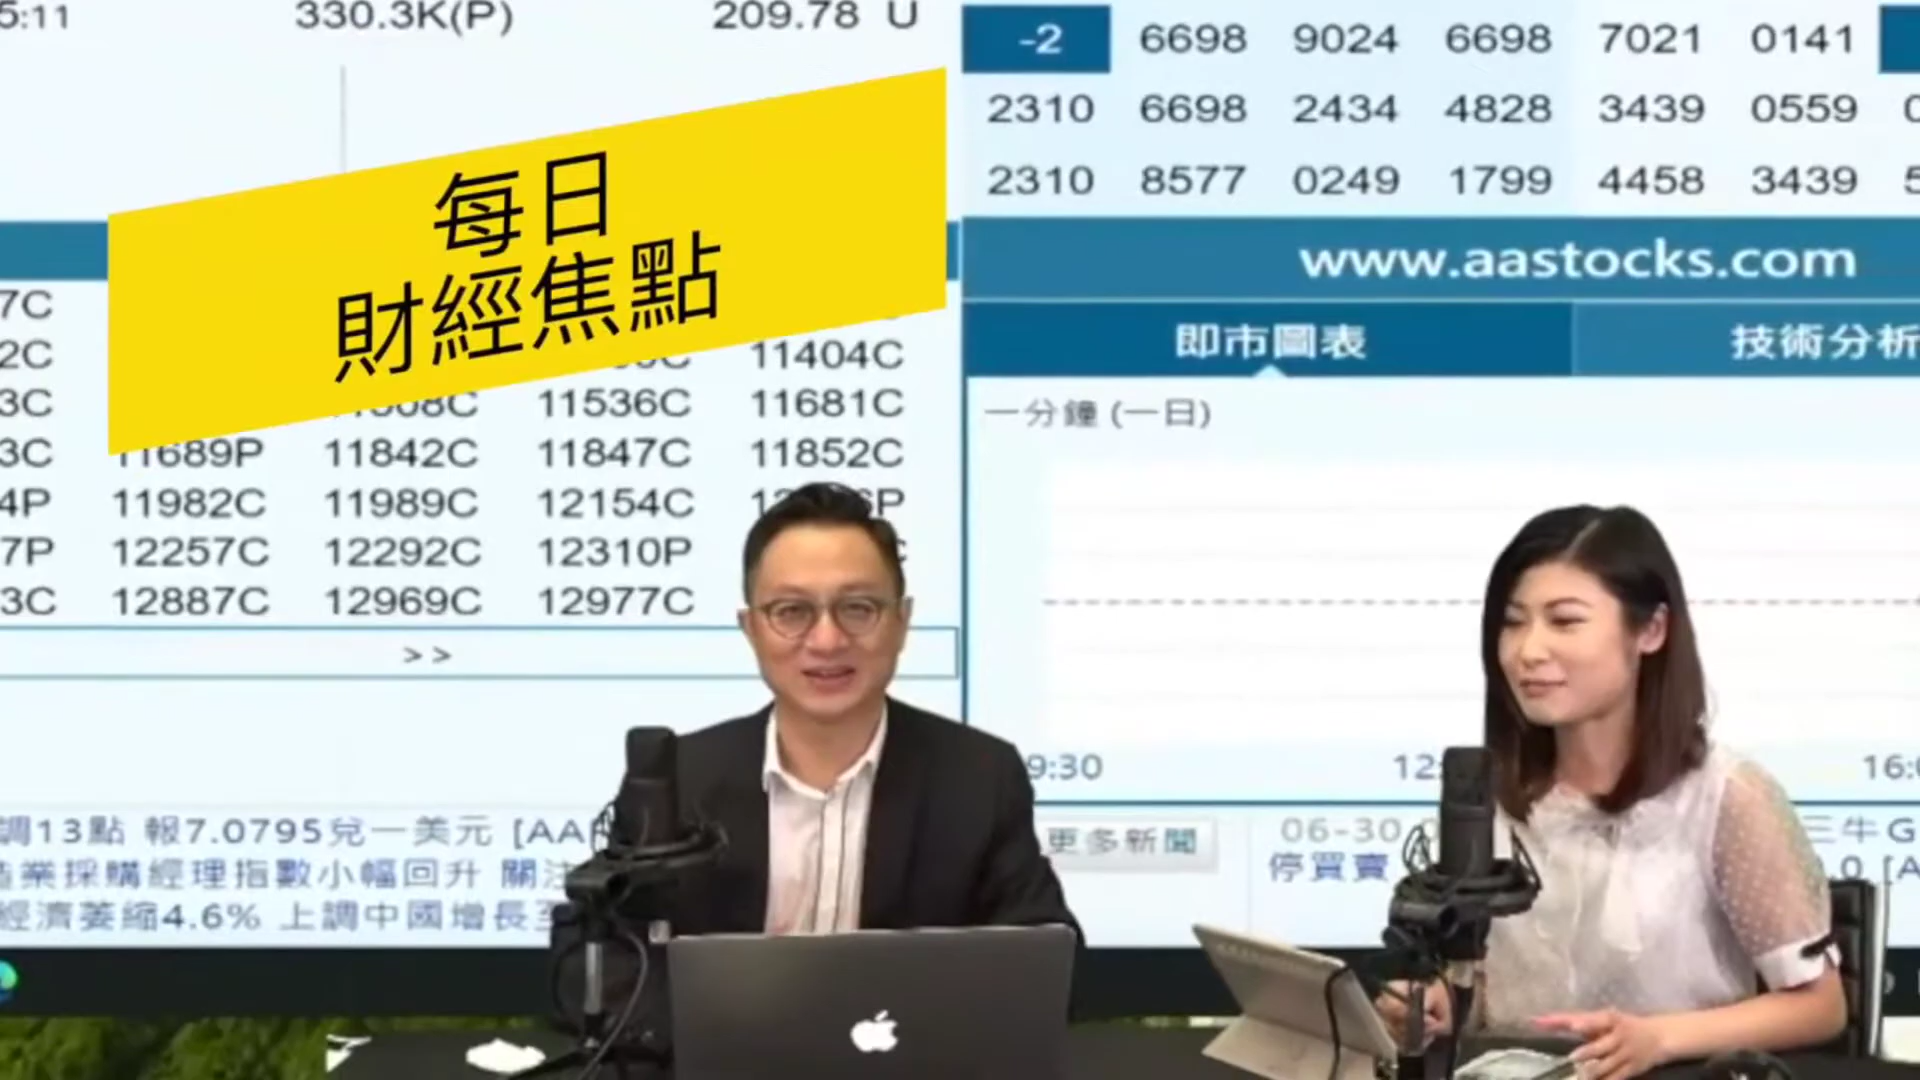 5:11 330.3K(P) 209.78 U
-2 6698 9024 6698 7021 0141
2310 6698 2434 4828 3439 0559
2310 8577 0249 1799 4458 3439
每日
財經焦點
www.aastocks.com
即市圖表 技術分析
一分鐘 (一日)
7C
2C 11404C
3C 11536C 11681C
3C 11689P 11842C 11847C 11852C
4P 11982C 11989C 12154C
7P 12257C 12292C 12310P
3C 12887C 12969C 12977C
>>
9:30 12: 16:
調13點 報7.0795兌一美元 [AA
業採購經理指數小幅回升 關注
經濟萎縮4.6% 上調中國增長至
更多新聞
06-30
三牛G
停買賣